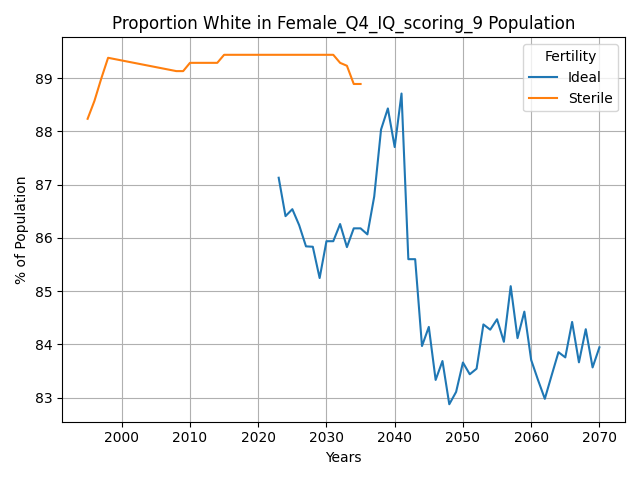 Proportion White in Female_Q4_IQ_scoring_9 Population
% of Population
89
88
87
86
85
84
83
Fertility
Ideal
Sterile
2000 2010 2020 2030 2040 2050 2060 2070
Years